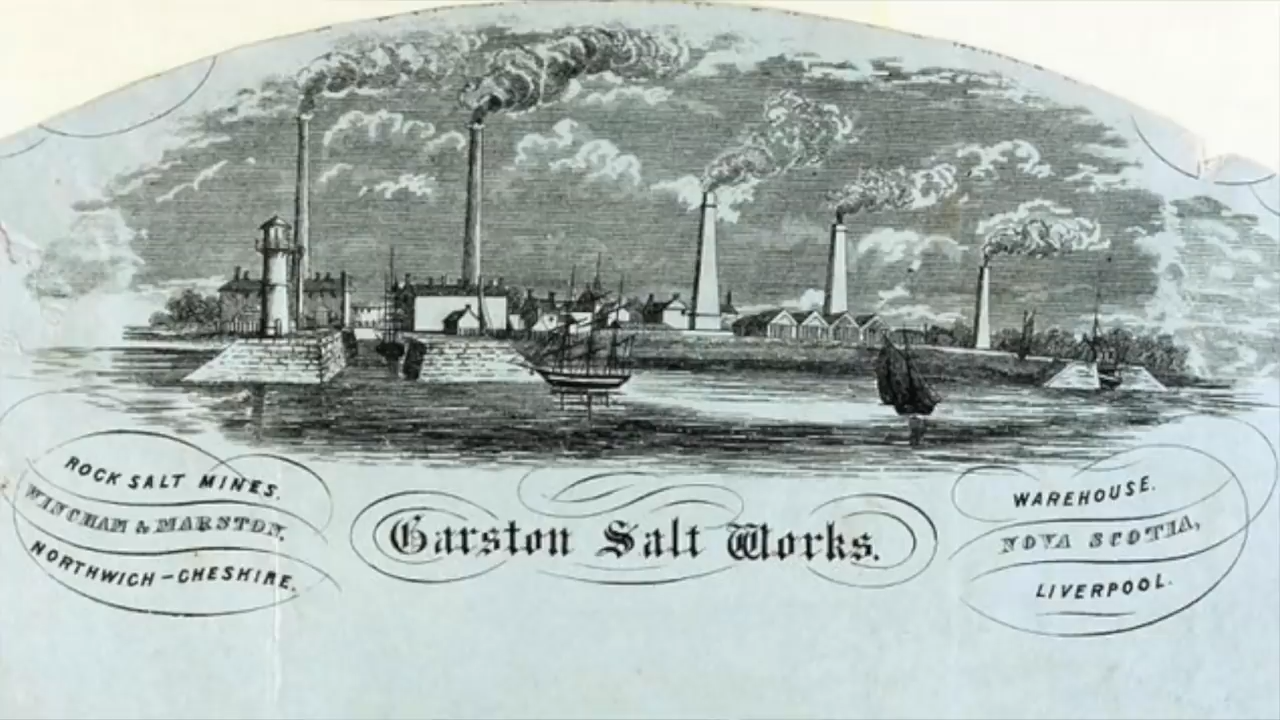 ROCK SALT MINES.
WINCHAM & MARSTON.
NORTHWICH-CHESHIRE.
Garston Salt Works.
WAREHOUSE.
NOVA SCOTIA,
LIVERPOOL.